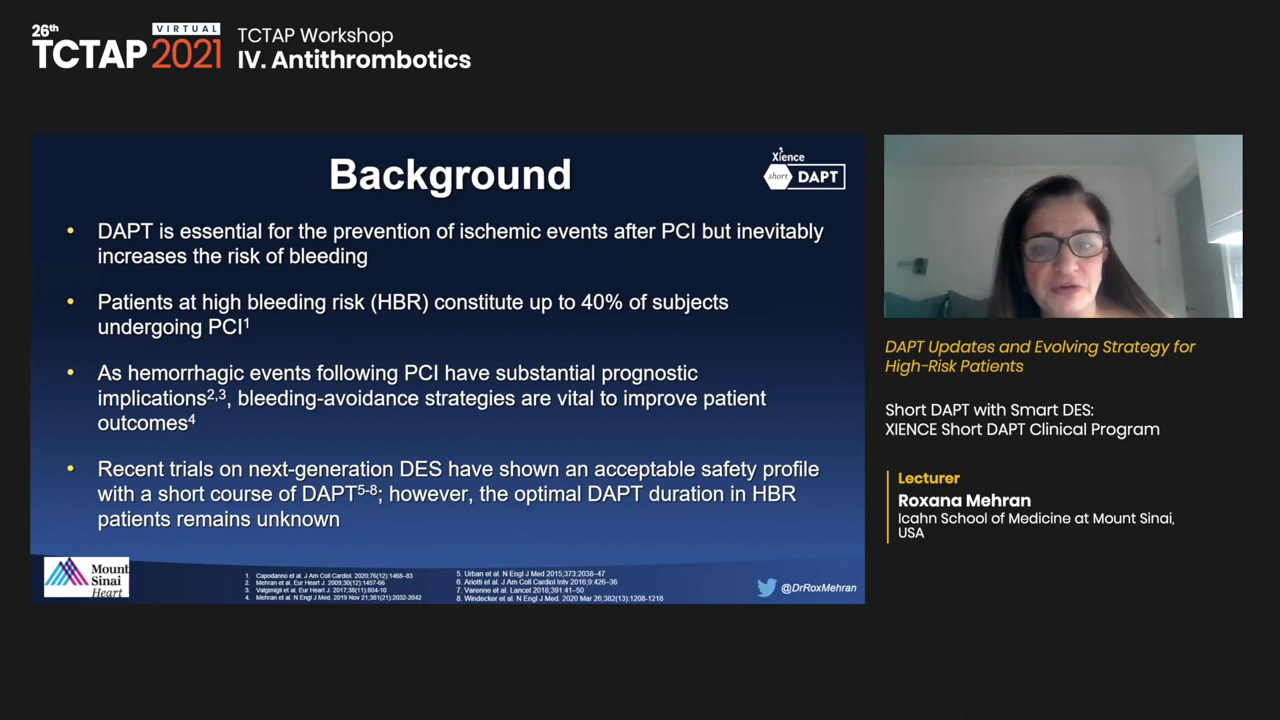 26th
VIRTUAL
TCTAP 2021
TCTAP Workshop
IV. Antithrombotics
Background
Xience
short DAPT
• DAPT is essential for the prevention of ischemic events after PCI but inevitably
increases the risk of bleeding
• Patients at high bleeding risk (HBR) constitute up to 40% of subjects
undergoing PCI1
• As hemorrhagic events following PCI have substantial prognostic
implications2,3, bleeding-avoidance strategies are vital to improve patient
outcomes4
• Recent trials on next-generation DES have shown an acceptable safety profile
with a short course of DAPT5-8; however, the optimal DAPT duration in HBR
patients remains unknown
Mount
Sinai
Heart
1. Capodanno et al. J Am Coll Cardiol. 2020;76(12):1468–83
2. Mehran et al. Eur Heart J. 2009;30(12):1457-66
3. Valgimigli et al. Eur Heart J. 2017;38(11):804-10
4. Mehran et al. N Engl J Med. 2019 Nov 21;381(21):2032-2042
5. Urban et al. N Engl J Med 2015;373:2038–47
6. Ariotti et al. J Am Coll Cardiol Intv 2016;9:426–36
7. Varenne et al. Lancet 2018;391:41–50
8. Windecker et al. N Engl J Med. 2020 Mar 26;382(13):1208-1218
@DrRoxMehran
DAPT Updates and Evolving Strategy for
High-Risk Patients
Short DAPT with Smart DES:
XIENCE Short DAPT Clinical Program
Lecturer
Roxana Mehran
Icahn School of Medicine at Mount Sinai,
USA